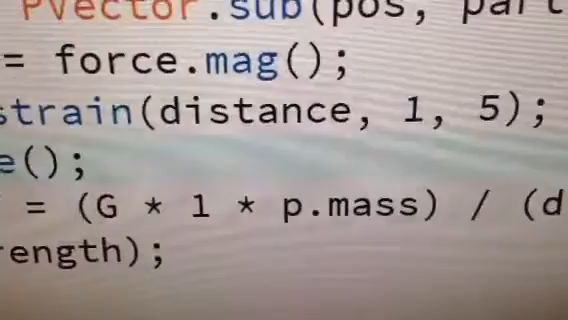 PVector.sub(pos, part
= force.mag();
strain(distance, 1, 5);
e();
= (G * 1 * p.mass) / (d
rength);